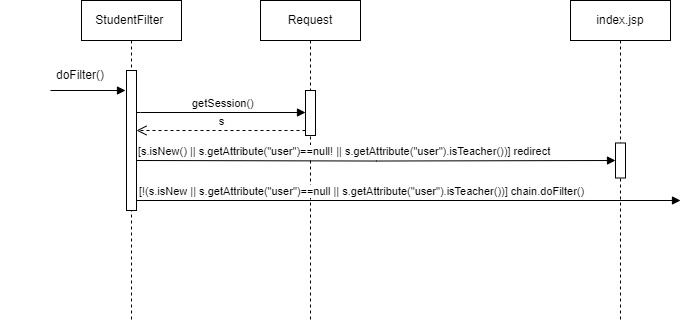 StudentFilter
Request
index.jsp
doFilter()
getSession()
s
[s.isNew() || s.getAttribute("user")==null! || s.getAttribute("user").isTeacher())] redirect
[!(s.isNew || s.getAttribute("user")==null || s.getAttribute("user").isTeacher())] chain.doFilter()